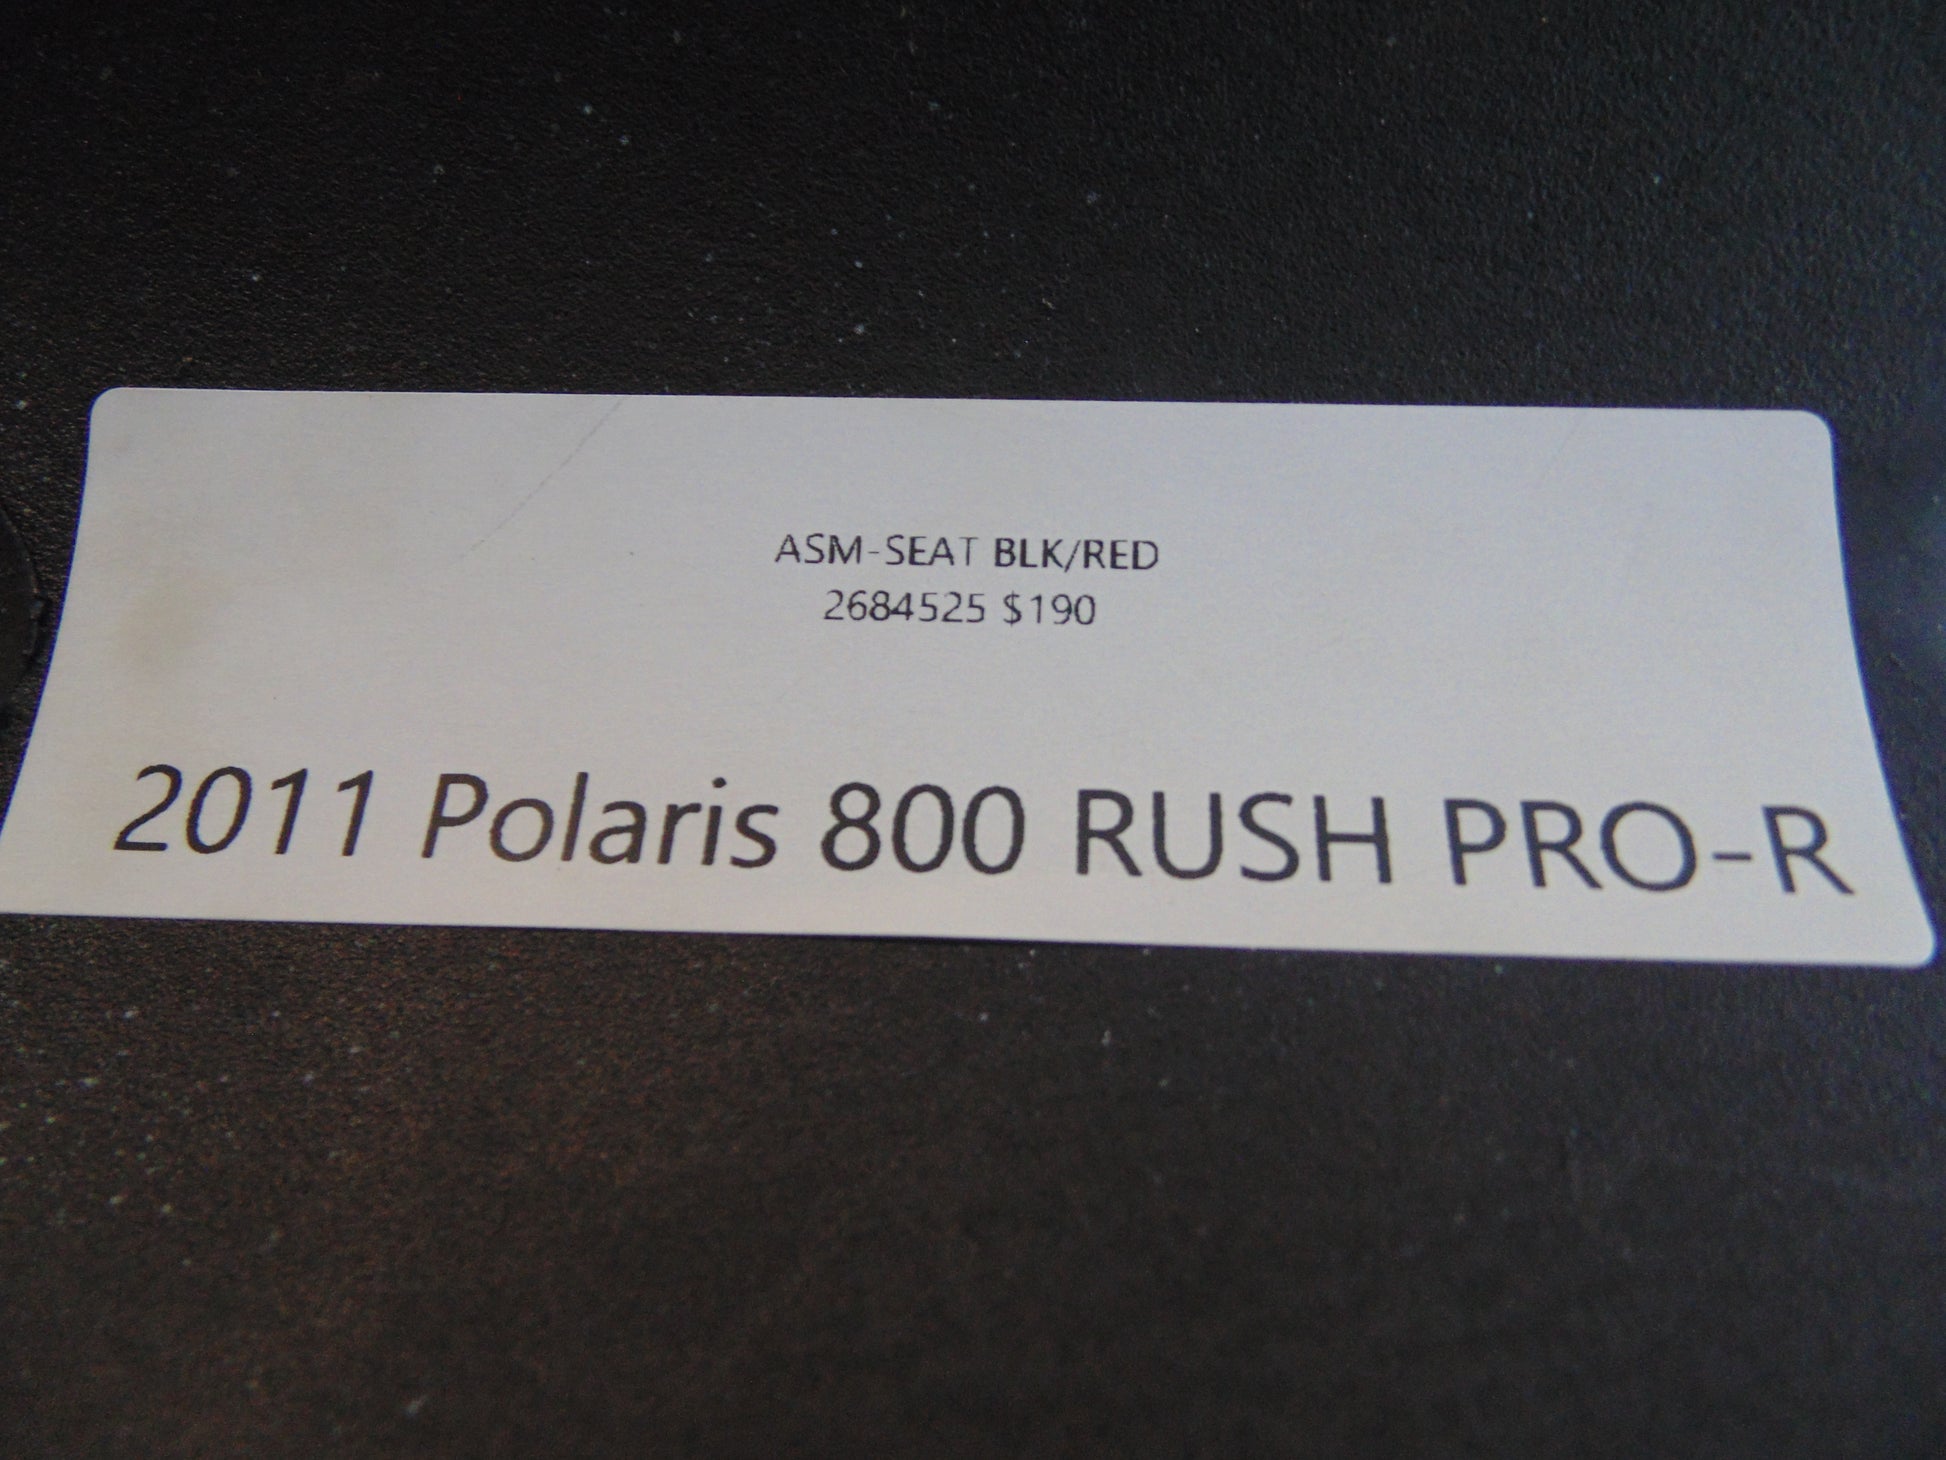 ASM-SEAT BLK/RED
2684525 $190
2011 Polaris 800 RUSH PRO-R